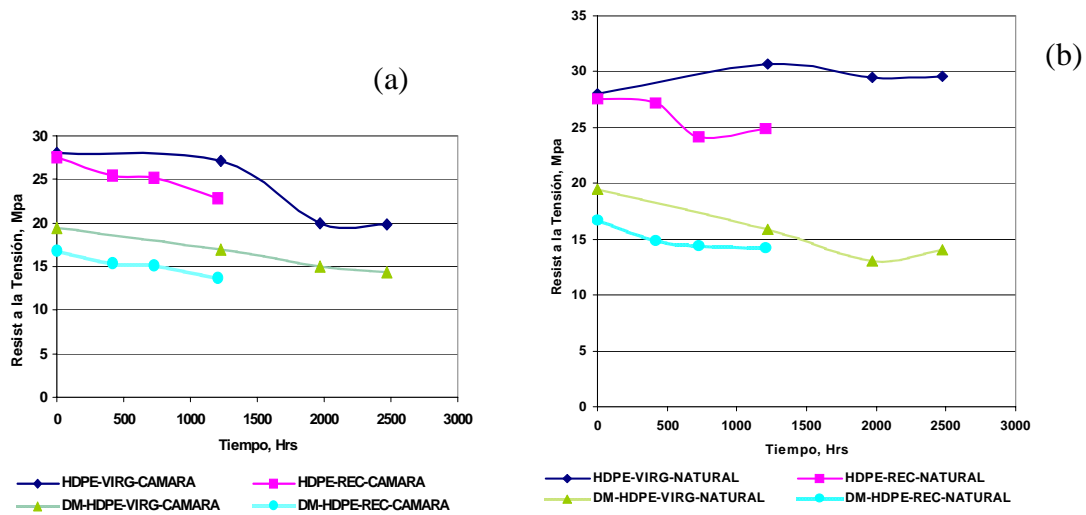 (a)
Resist a la Tensión, Mpa
30
25
20
15
10
5
0
0 500 1000 1500 2000 2500 3000
Tiempo, Hrs
HDPE-VIRG-CAMARA HDPE-REC-CAMARA
DM-HDPE-VIRG-CAMARA DM-HDPE-REC-CAMARA
(b)
Resist a la Tensión, Mpa
35
30
25
20
15
10
5
0
0 500 1000 1500 2000 2500 3000
Tiempo, Hrs
HDPE-VIRG-NATURAL HDPE-REC-NATURAL
DM-HDPE-VIRG-NATURAL DM-HDPE-REC-NATURAL